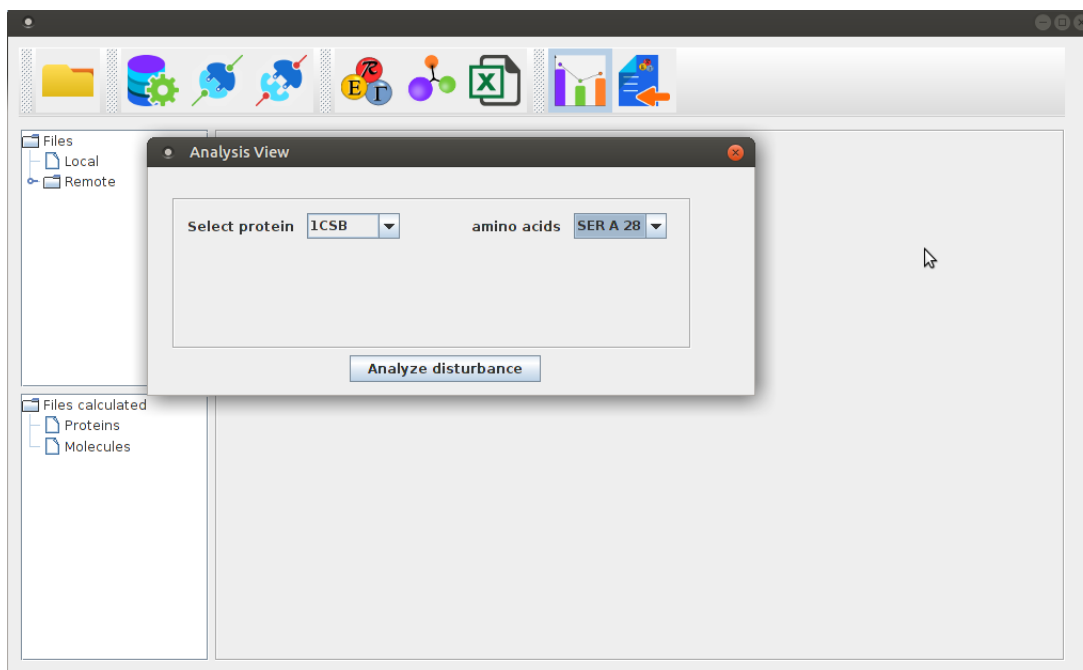 E π Γ
X
Files
Local
Remote
Analysis View
Select protein 1CSB amino acids SER A 28
Analyze disturbance
Files calculated
Proteins
Molecules